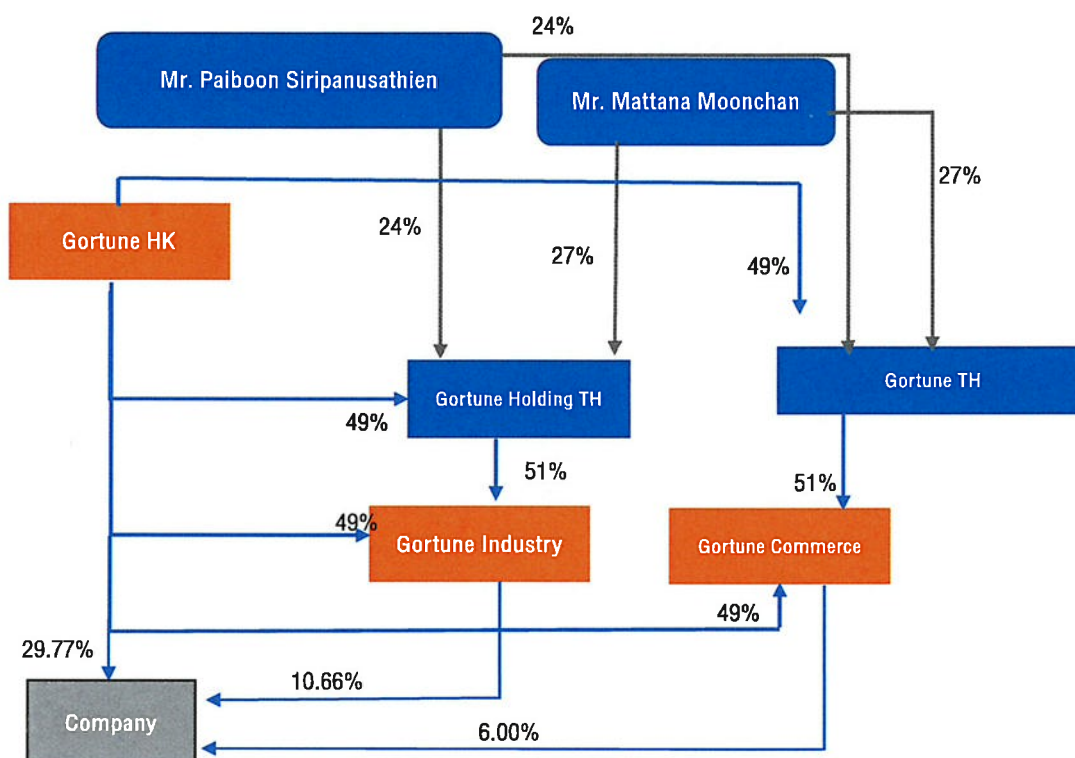 24%
Mr. Paiboon Siripanusathien
Mr. Mattana Moonchan
27%
Gortune HK
24%
27%
49%
Gortune Holding TH
Gortune TH
49%
51%
51%
49%
Gortune Industry
Gortune Commerce
49%
29.77%
10.66%
Company
6.00%